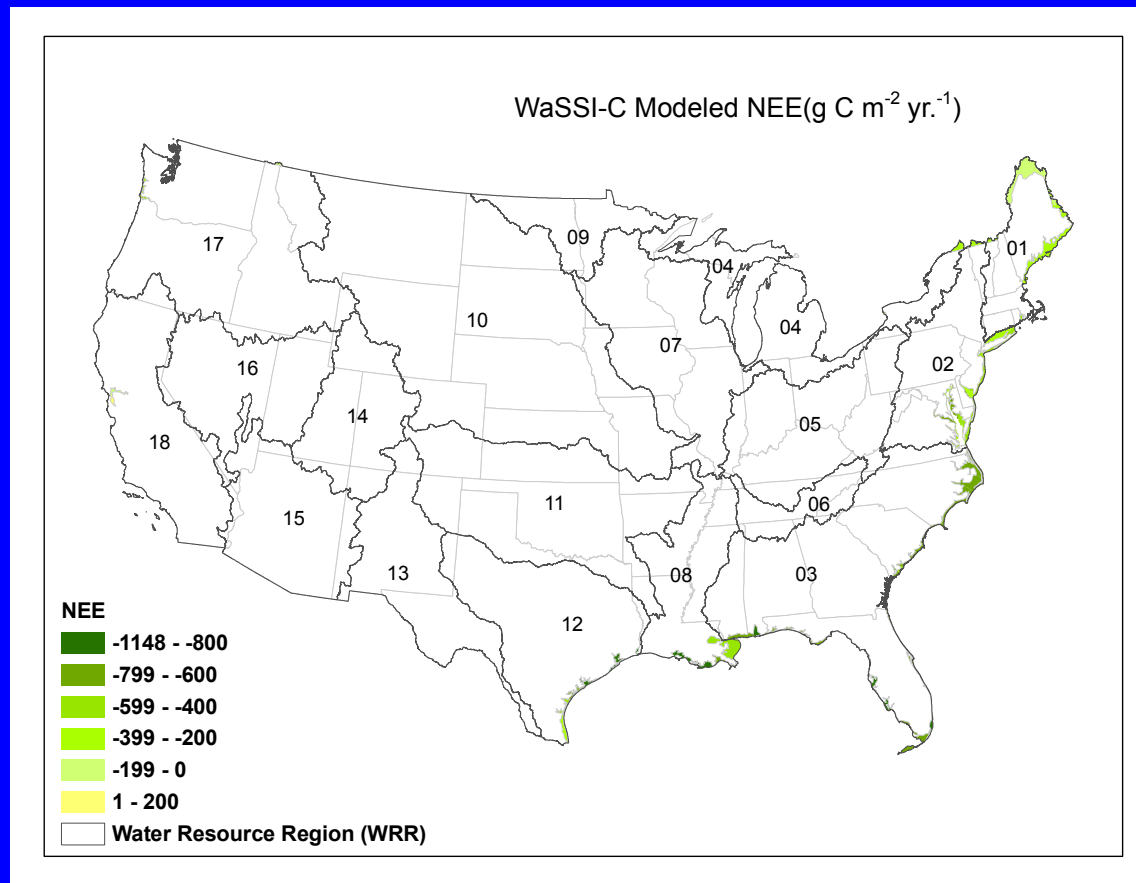 WaSSI-C Modeled NEE(g C m⁻² yr.⁻¹)
01
17
09
04
10
04
07
02
16
14
05
18
11
06
15
13
08
03
12
NEE
-1148 - -800
-799 - -600
-599 - -400
-399 - -200
-199 - 0
1 - 200
Water Resource Region (WRR)